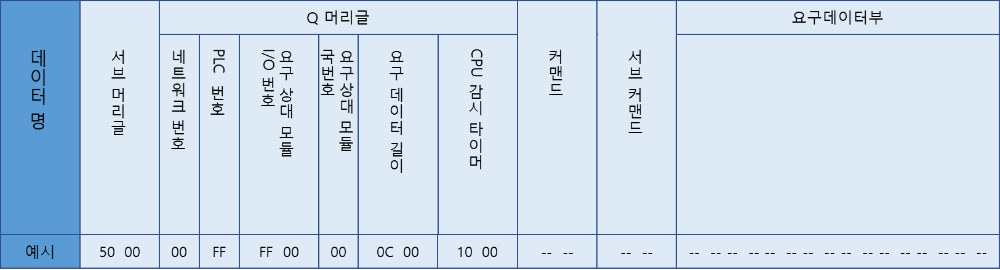 데이터 명
서브 머리글
Q 머리글
네트워크 번호
PLC 번호
요구 상대 모듈
I/O 번호
요구상대 모듈
국번호
요구 데이터 길이
CPU 감시 타이머
커맨드
서브 커맨드
요구데이터부
예시
50 00
00
FF
FF 00
00
0C 00
10 00
-- --
-- --
-- -- -- -- -- -- -- -- -- -- -- -- -- -- -- --